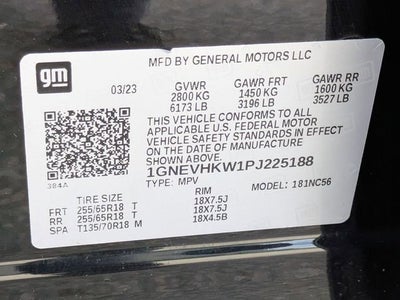 gm
MFD BY GENERAL MOTORS LLC
03/23 GVWR GAWR FRT GAWR RR
2800 KG 1450 KG 1600 KG
6173 LB 3196 LB 3527 LB
THIS VEHICLE CONFORMS TO ALL
APPLICABLE U.S. FEDERAL MOTOR
VEHICLE SAFETY STANDARDS IN EFFECT
ON THE DATE OF MANUFACTURE
SHOWN ABOVE.
1GNEVHKW1PJ225188
384A TYPE: MPV MODEL: 181NC56
TIRE SIZE RIM
FRT 255/65R18 T 18X7.5J
RR 255/65R18 T 18X7.5J
SPA T135/70R18 M 18X4.5B